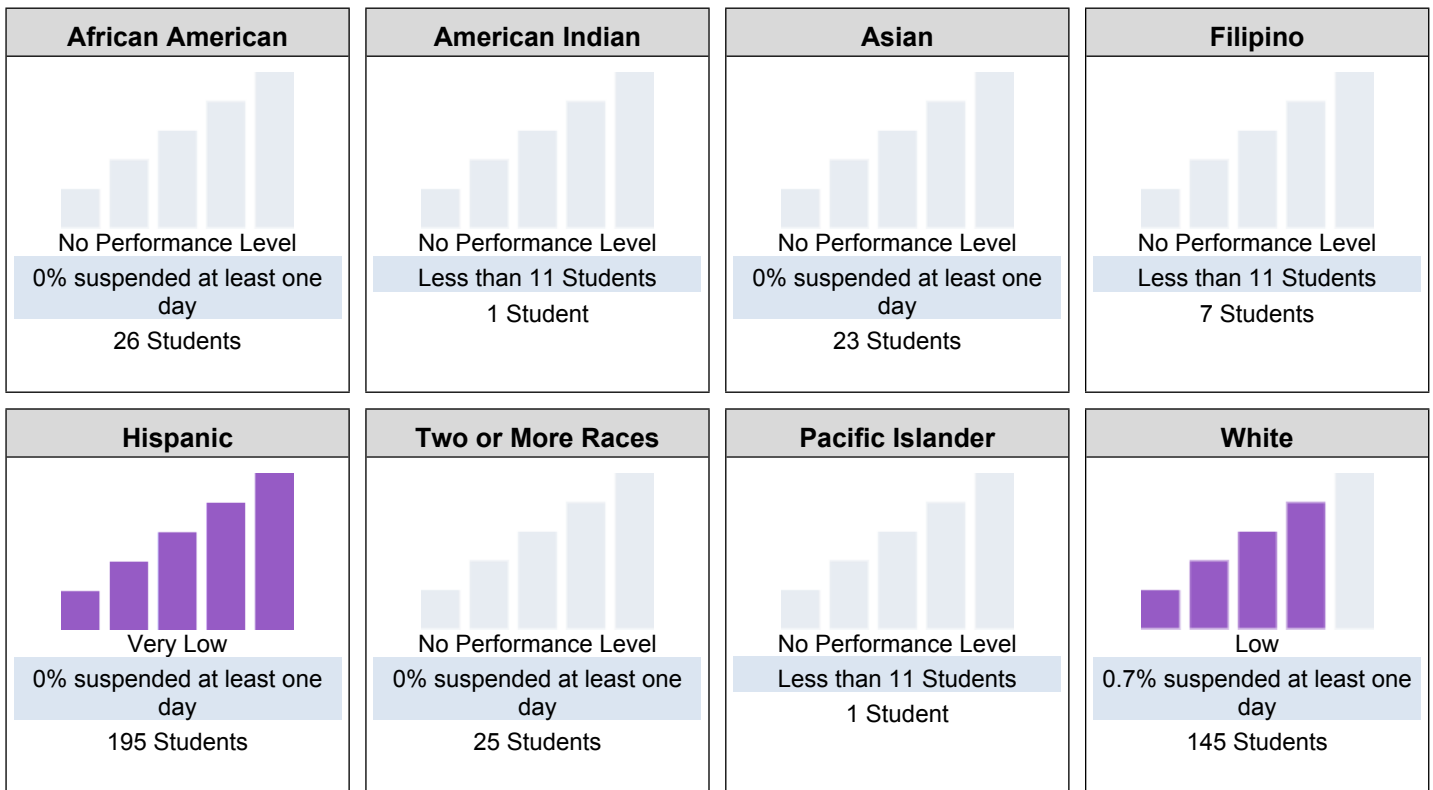 African American
No Performance Level
0% suspended at least one
day
26 Students
American Indian
No Performance Level
Less than 11 Students
1 Student
Asian
No Performance Level
0% suspended at least one
day
23 Students
Filipino
No Performance Level
Less than 11 Students
7 Students
Hispanic
Very Low
0% suspended at least one
day
195 Students
Two or More Races
No Performance Level
0% suspended at least one
day
25 Students
Pacific Islander
No Performance Level
Less than 11 Students
1 Student
White
Low
0.7% suspended at least one
day
145 Students